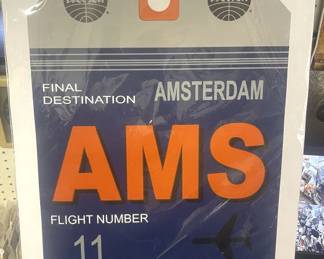 FINAL
DESTINATION
AMSTERDAM
AMS
FLIGHT NUMBER
11